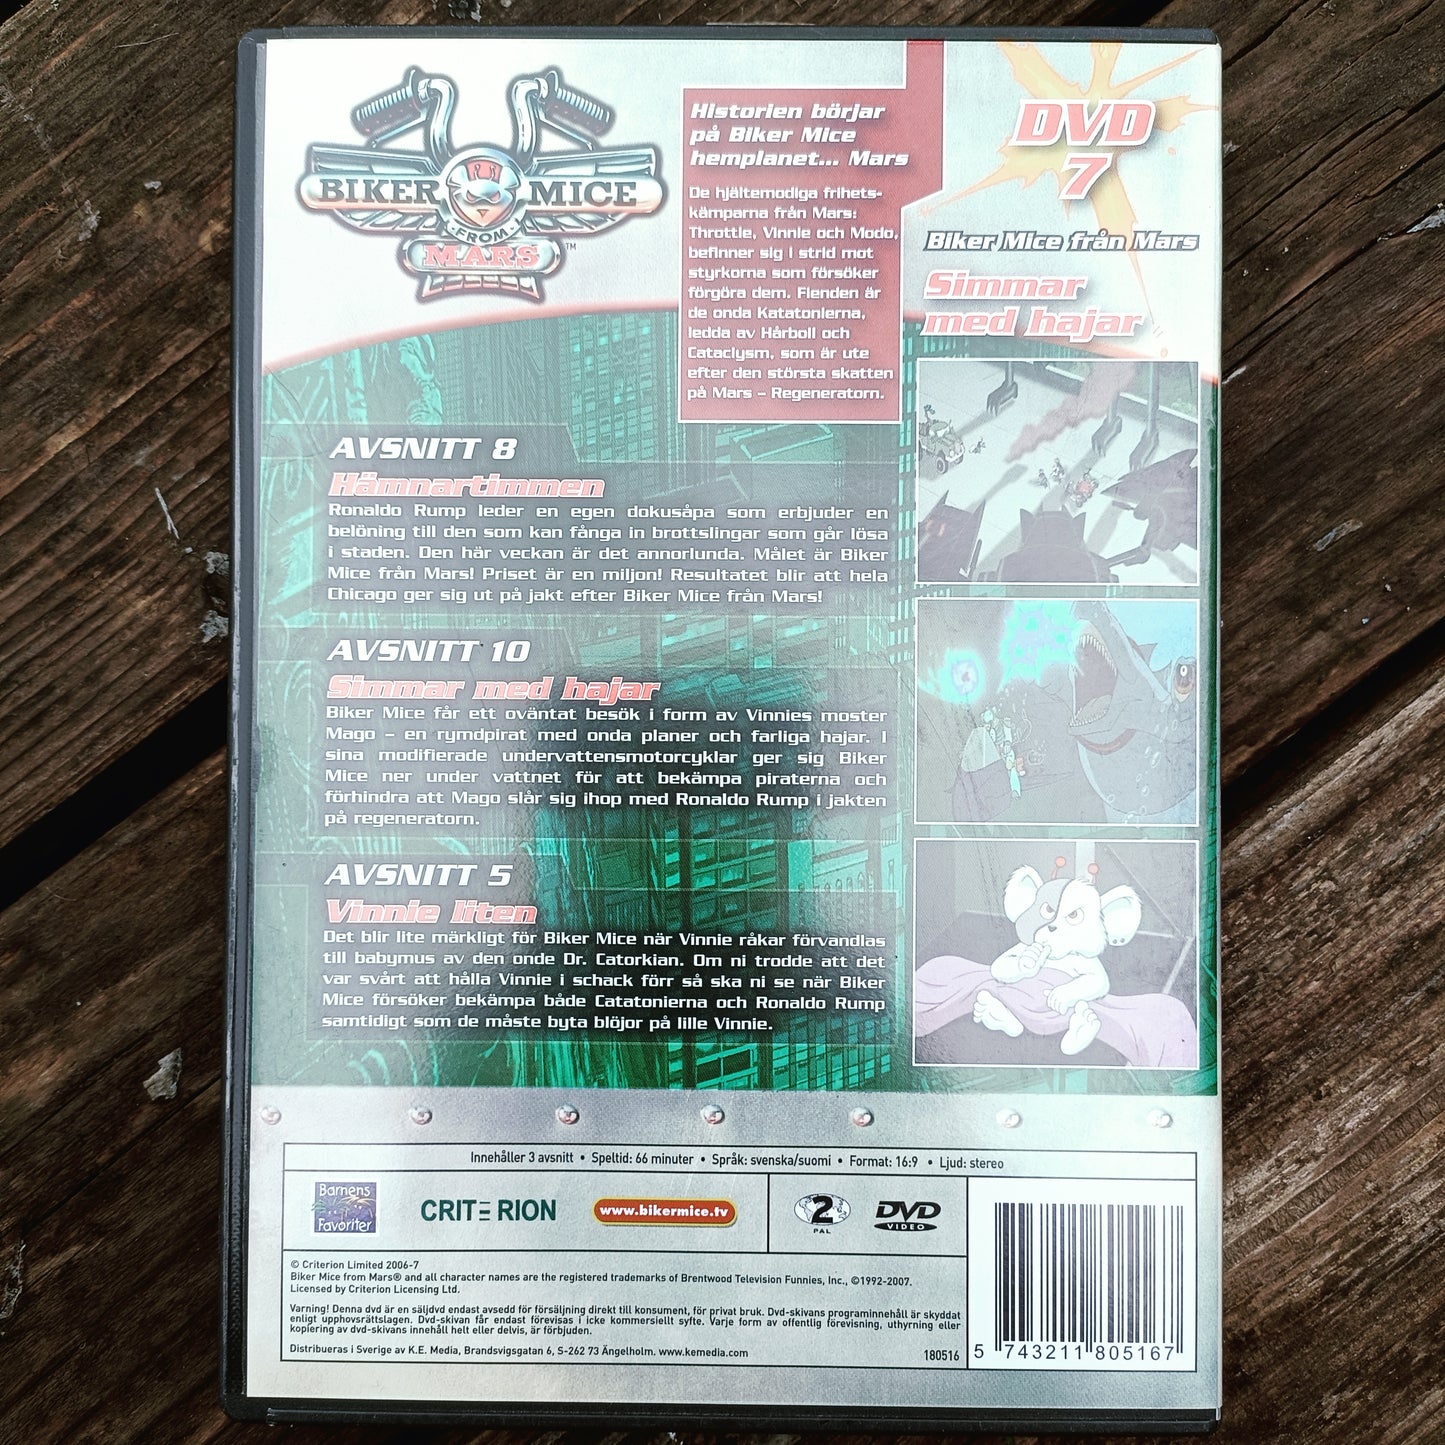 BIKER MICE
FROM
MARS
TM
Historien börjar
på Biker Mice
hemplanet... Mars
De hjältemodiga frihets-
kämparna från Mars:
Throttle, Vinnie och Modo,
befinner sig i strid mot
styrkorna som försöker
förgöra dem. Fienden är
de onda Katatonierna,
ledda av Hårboll och
Cataclysm, som är ute
efter den största skatten
på Mars – Regeneratorn.
DVD
7
Biker Mice från Mars
Simmar
med hajar
AVSNITT 8
Hämnartimmen
Ronaldo Rump leder en egen dokusåpa som erbjuder en
belöning till den som kan fånga in brottslingar som går lösa
i staden. Den här veckan är det annorlunda. Målet är Biker
Mice från Mars! Priset är en miljon! Resultatet blir att hela
Chicago ger sig ut på jakt efter Biker Mice från Mars!
AVSNITT 10
Simmar med hajar
Biker Mice får ett oväntat besök i form av Vinnies moster
Mago – en rymdpirat med onda planer och farliga hajar. I
sina modifierade undervattensmotorcyklar ger sig Biker
Mice ner under vattnet för att bekämpa piraterna och
förhindra att Mago slår sig ihop med Ronaldo Rump i jakten
på regeneratorn.
AVSNITT 5
Vinnie liten
Det blir lite märkligt för Biker Mice när Vinnie råkar förvandlas
till babymus av den onde Dr. Catorkian. Om ni trodde att det
var svårt att hålla Vinnie i schack förr så ska ni se när Biker
Mice försöker bekämpa både Catatonierna och Ronaldo Rump
samtidigt som de måste byta blöjor på lille Vinnie.
Innehåller 3 avsnitt • Speltid: 66 minuter • Språk: svenska/suomi • Format: 16:9 • Ljud: stereo
Barnens
Favoriter
CRITERION
www.bikermice.tv
2
PAL
DVD
VIDEO
© Criterion Limited 2006-7
Biker Mice from Mars® and all character names are the registered trademarks of Brentwood Television Funnies, Inc., ©1992-2007.
Licensed by Criterion Licensing Ltd.
Varning! Denna dvd är en säljdvd endast avsedd för försäljning direkt till konsument, för privat bruk. Dvd-skivans programinnehåll är skyddat
enligt upphovsrättslagen. Dvd-skivan får endast förevisas i icke kommersiellt syfte. Varje form av offentlig förevisning, uthyrning eller
kopiering av dvd-skivans innehåll helt eller delvis, är förbjuden.
Distribueras i Sverige av K.E. Media, Brandsvigsgatan 6, S-262 73 Ängelholm. www.kemedia.com
180516
5 743211 805167